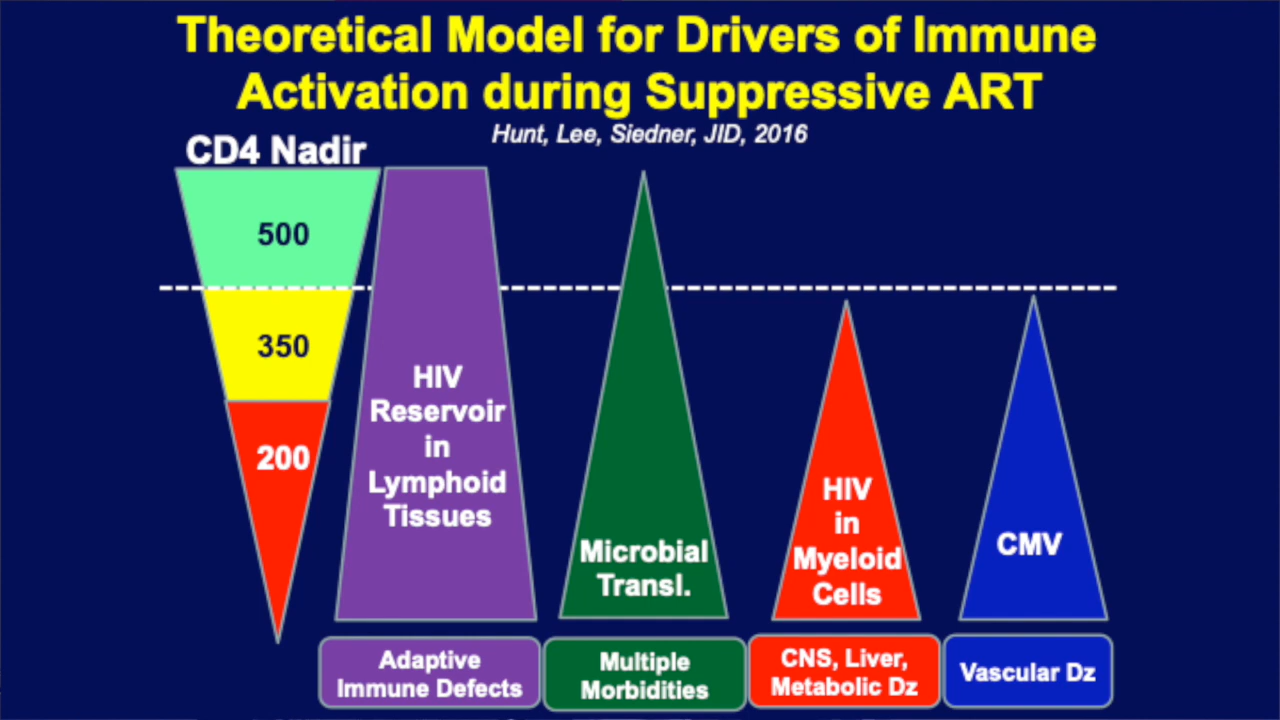 Theoretical Model for Drivers of Immune
Activation during Suppressive ART
Hunt, Lee, Siedner, JID, 2016
CD4 Nadir
500
350
200
HIV
Reservoir
in
Lymphoid
Tissues
Microbial
Transl.
HIV
in
Myeloid
Cells
CMV
Adaptive
Immune Defects
Multiple
Morbidities
CNS, Liver,
Metabolic Dz
Vascular Dz